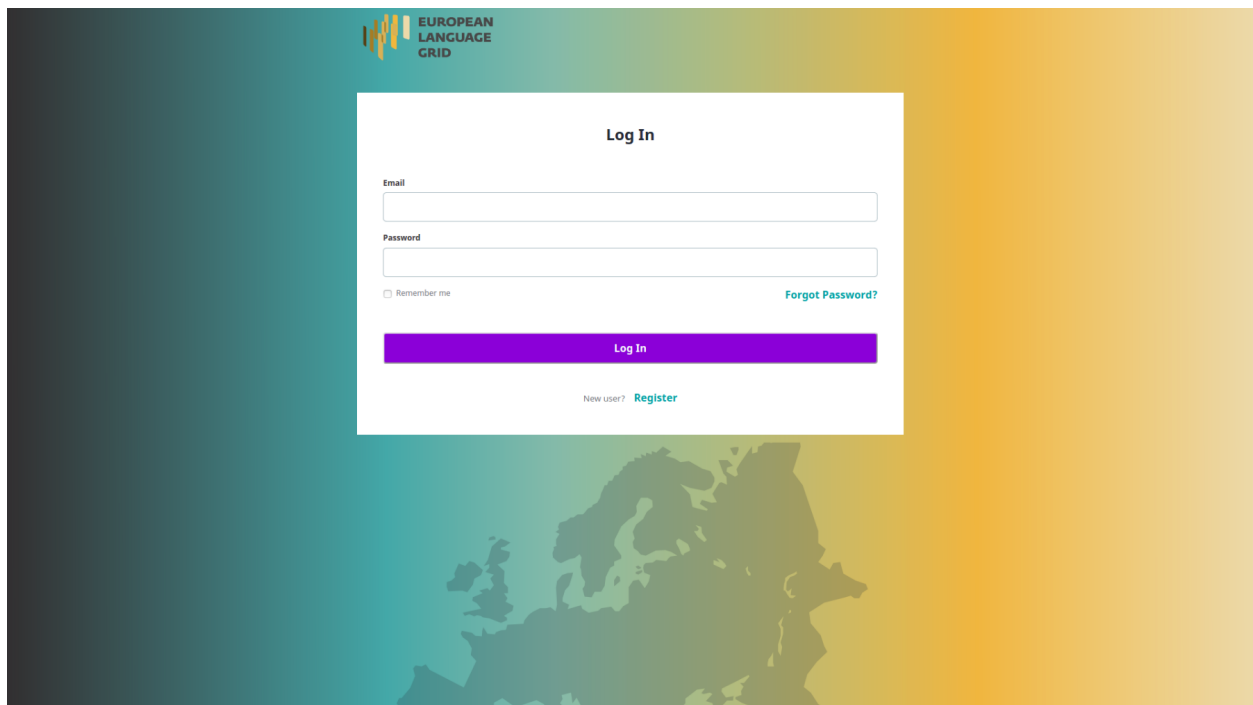 EUROPEAN
LANGUAGE
GRID
Log In
Email
Password
Remember me
Forgot Password?
Log In
New user? Register